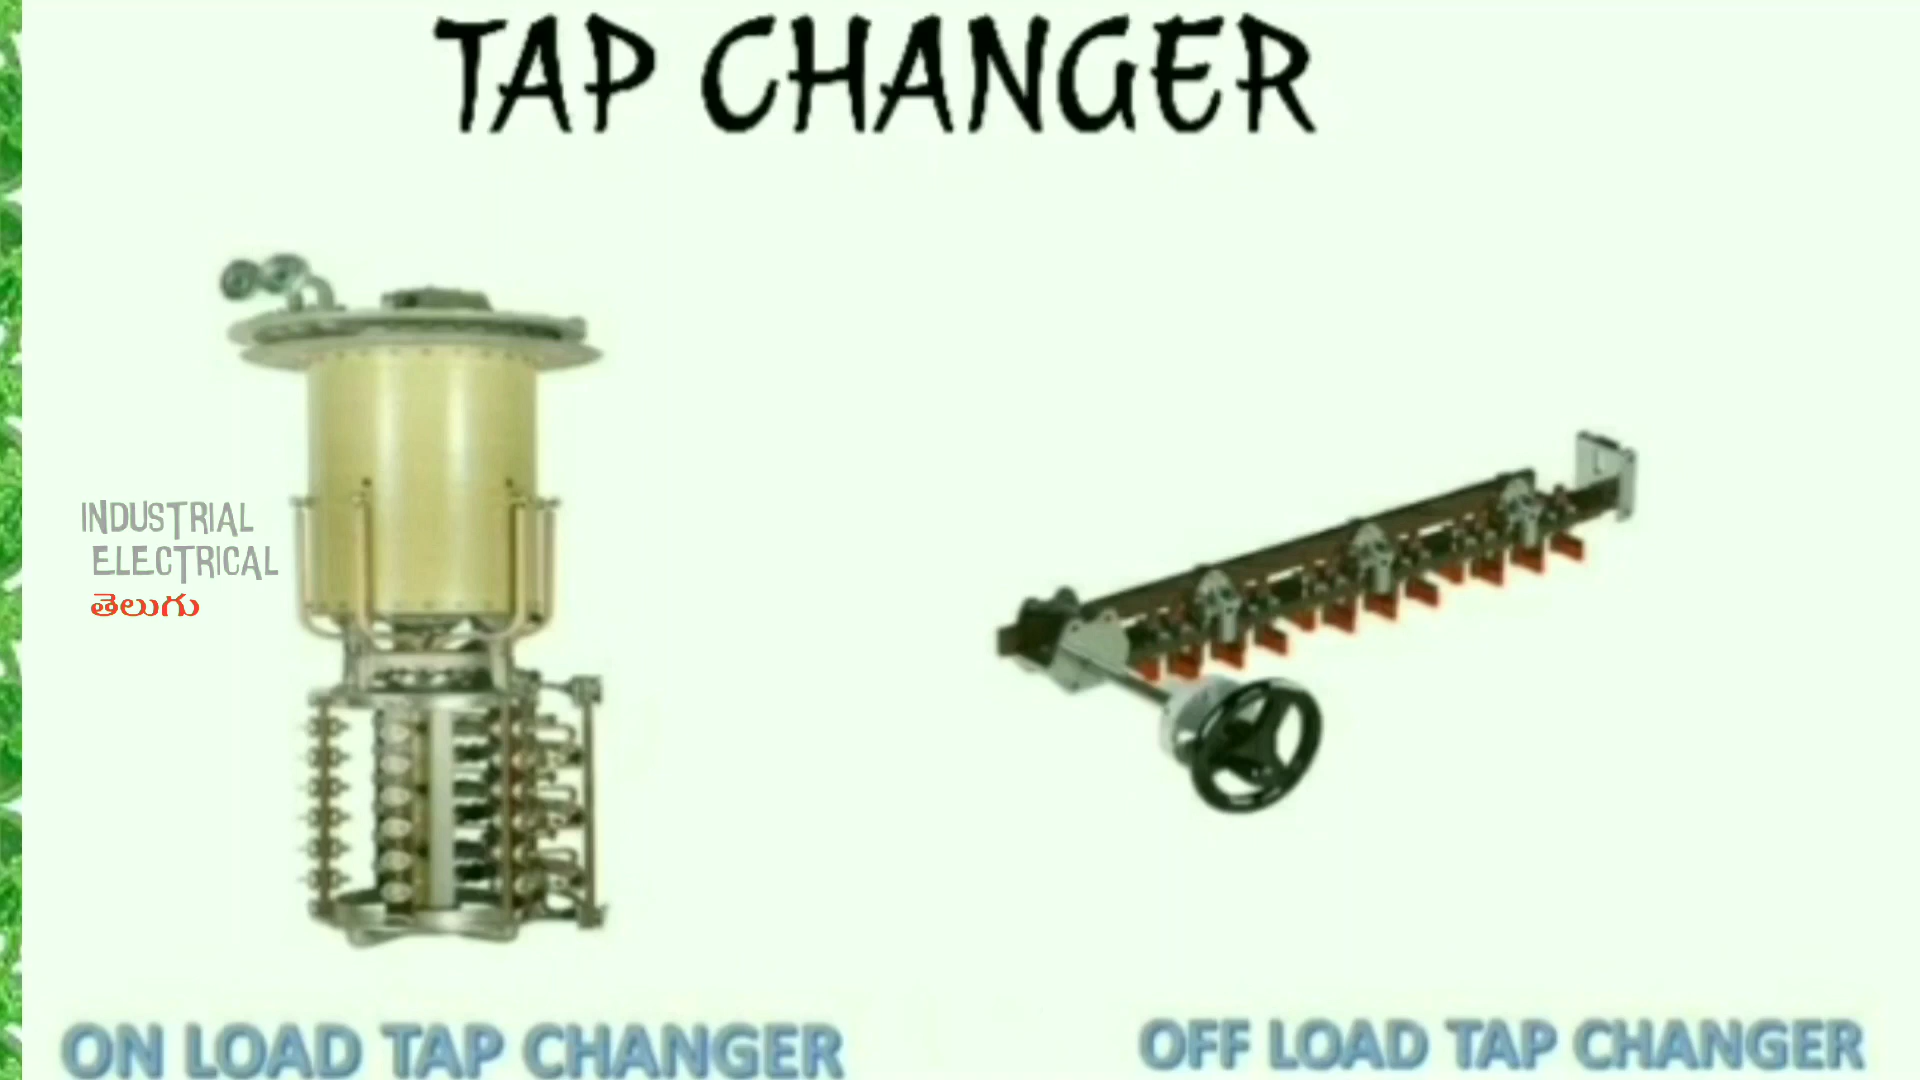 TAP CHANGER
INDUSTRIAL
ELECTRICAL
తెలుగు
ON LOAD TAP CHANGER
OFF LOAD TAP CHANGER